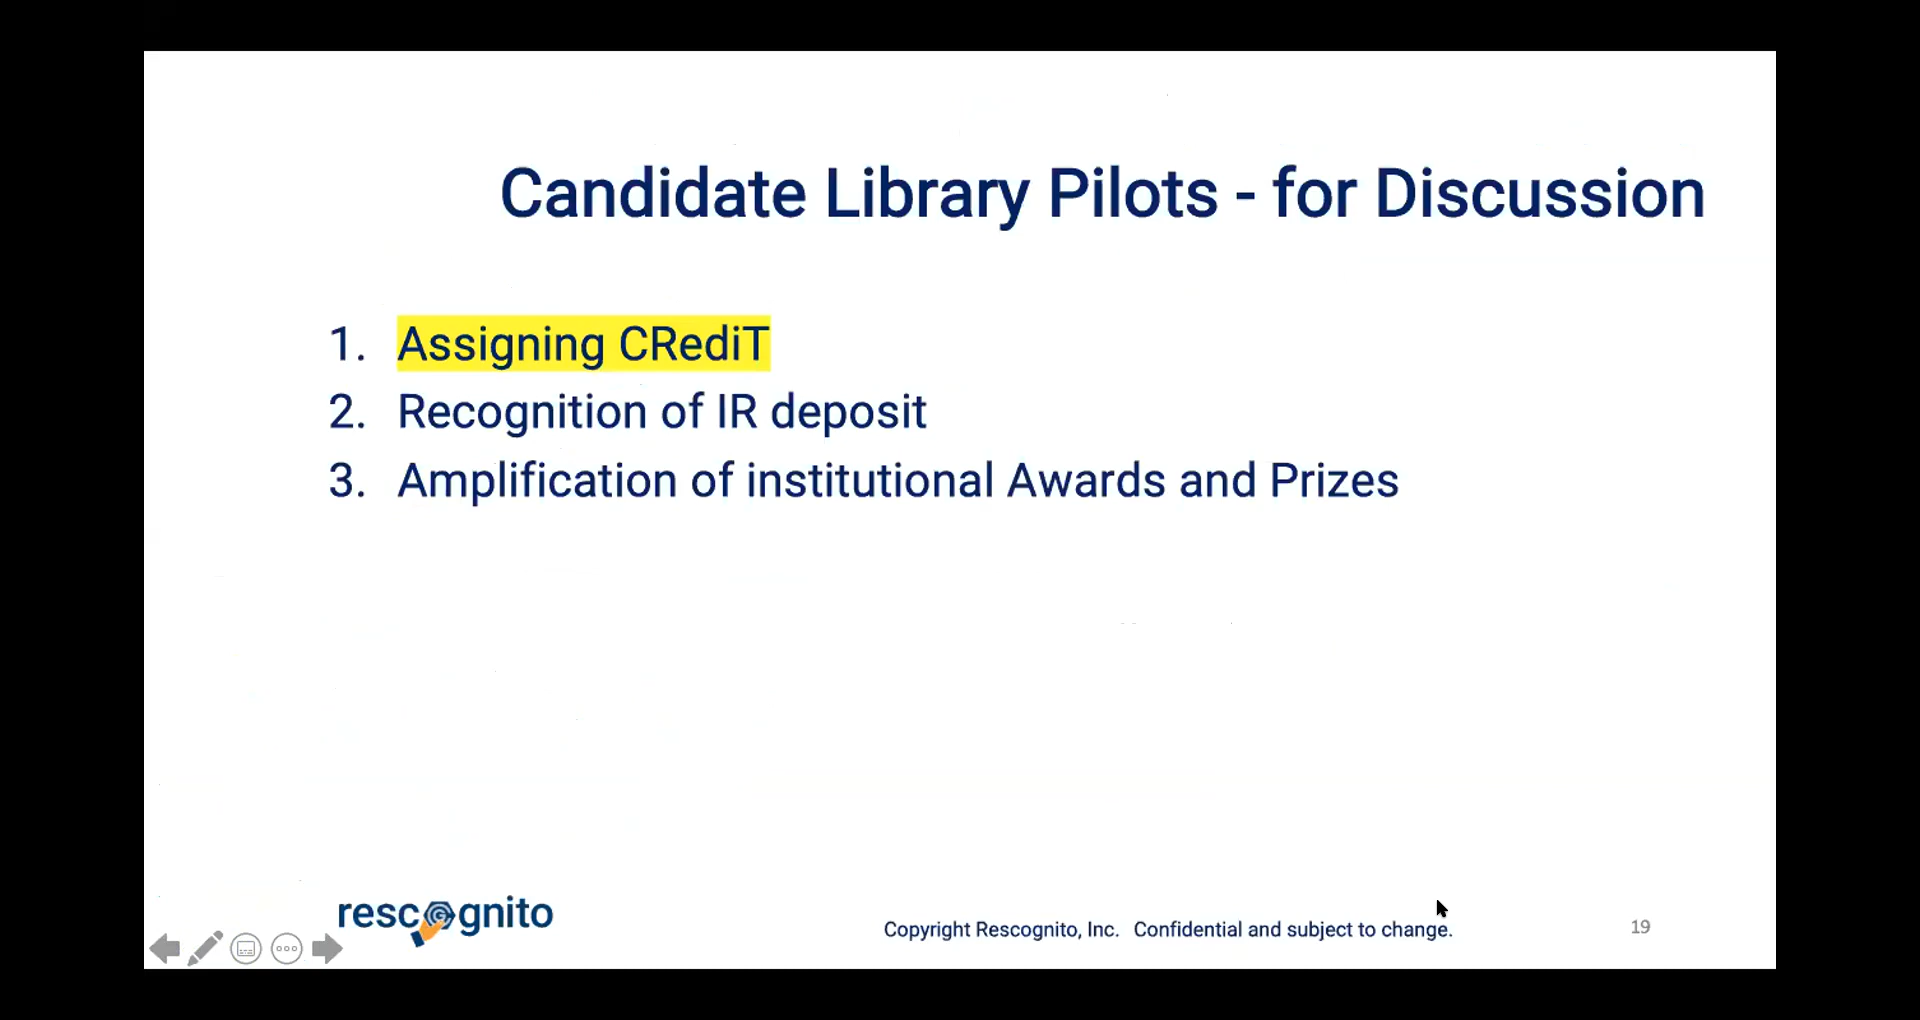 Candidate Library Pilots - for Discussion
1. Assigning CRediT
2. Recognition of IR deposit
3. Amplification of institutional Awards and Prizes
rescognito
Copyright Rescognito, Inc. Confidential and subject to change.
19